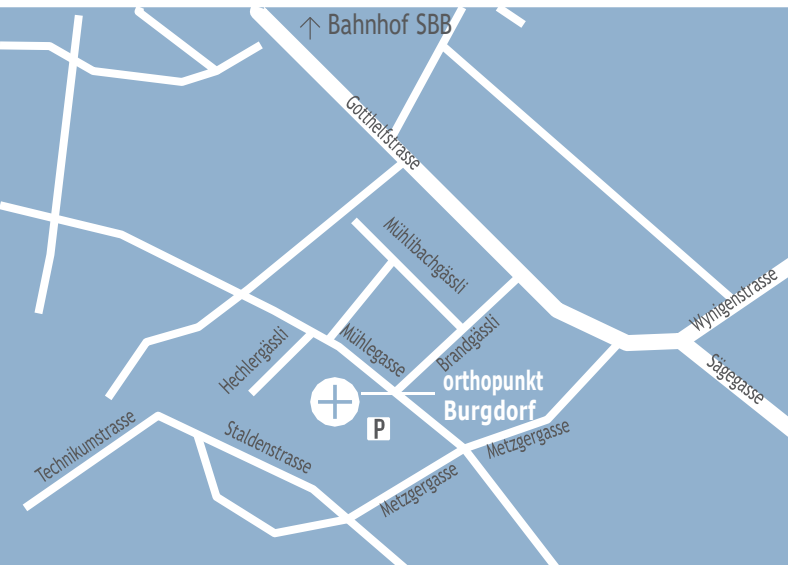 ↑ Bahnhof SBB
Gotthelfstrasse
Mühlibachgässli
Wynigenstrasse
Brandgässli
Mühlegasse
Hechlergässli
Sägegasse
orthopunkt
Burgdorf
P
Technikumstrasse
Staldenstrasse
Metzgergasse
Metzgergasse